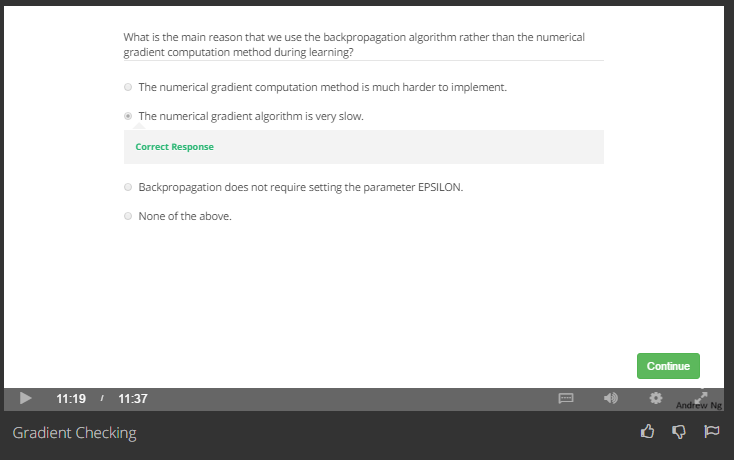 What is the main reason that we use the backpropagation algorithm rather than the numerical
gradient computation method during learning?
The numerical gradient computation method is much harder to implement.
The numerical gradient algorithm is very slow.
Correct Response
Backpropagation does not require setting the parameter EPSILON.
None of the above.
Continue
11:19 / 11:37
Andrew Ng
Gradient Checking